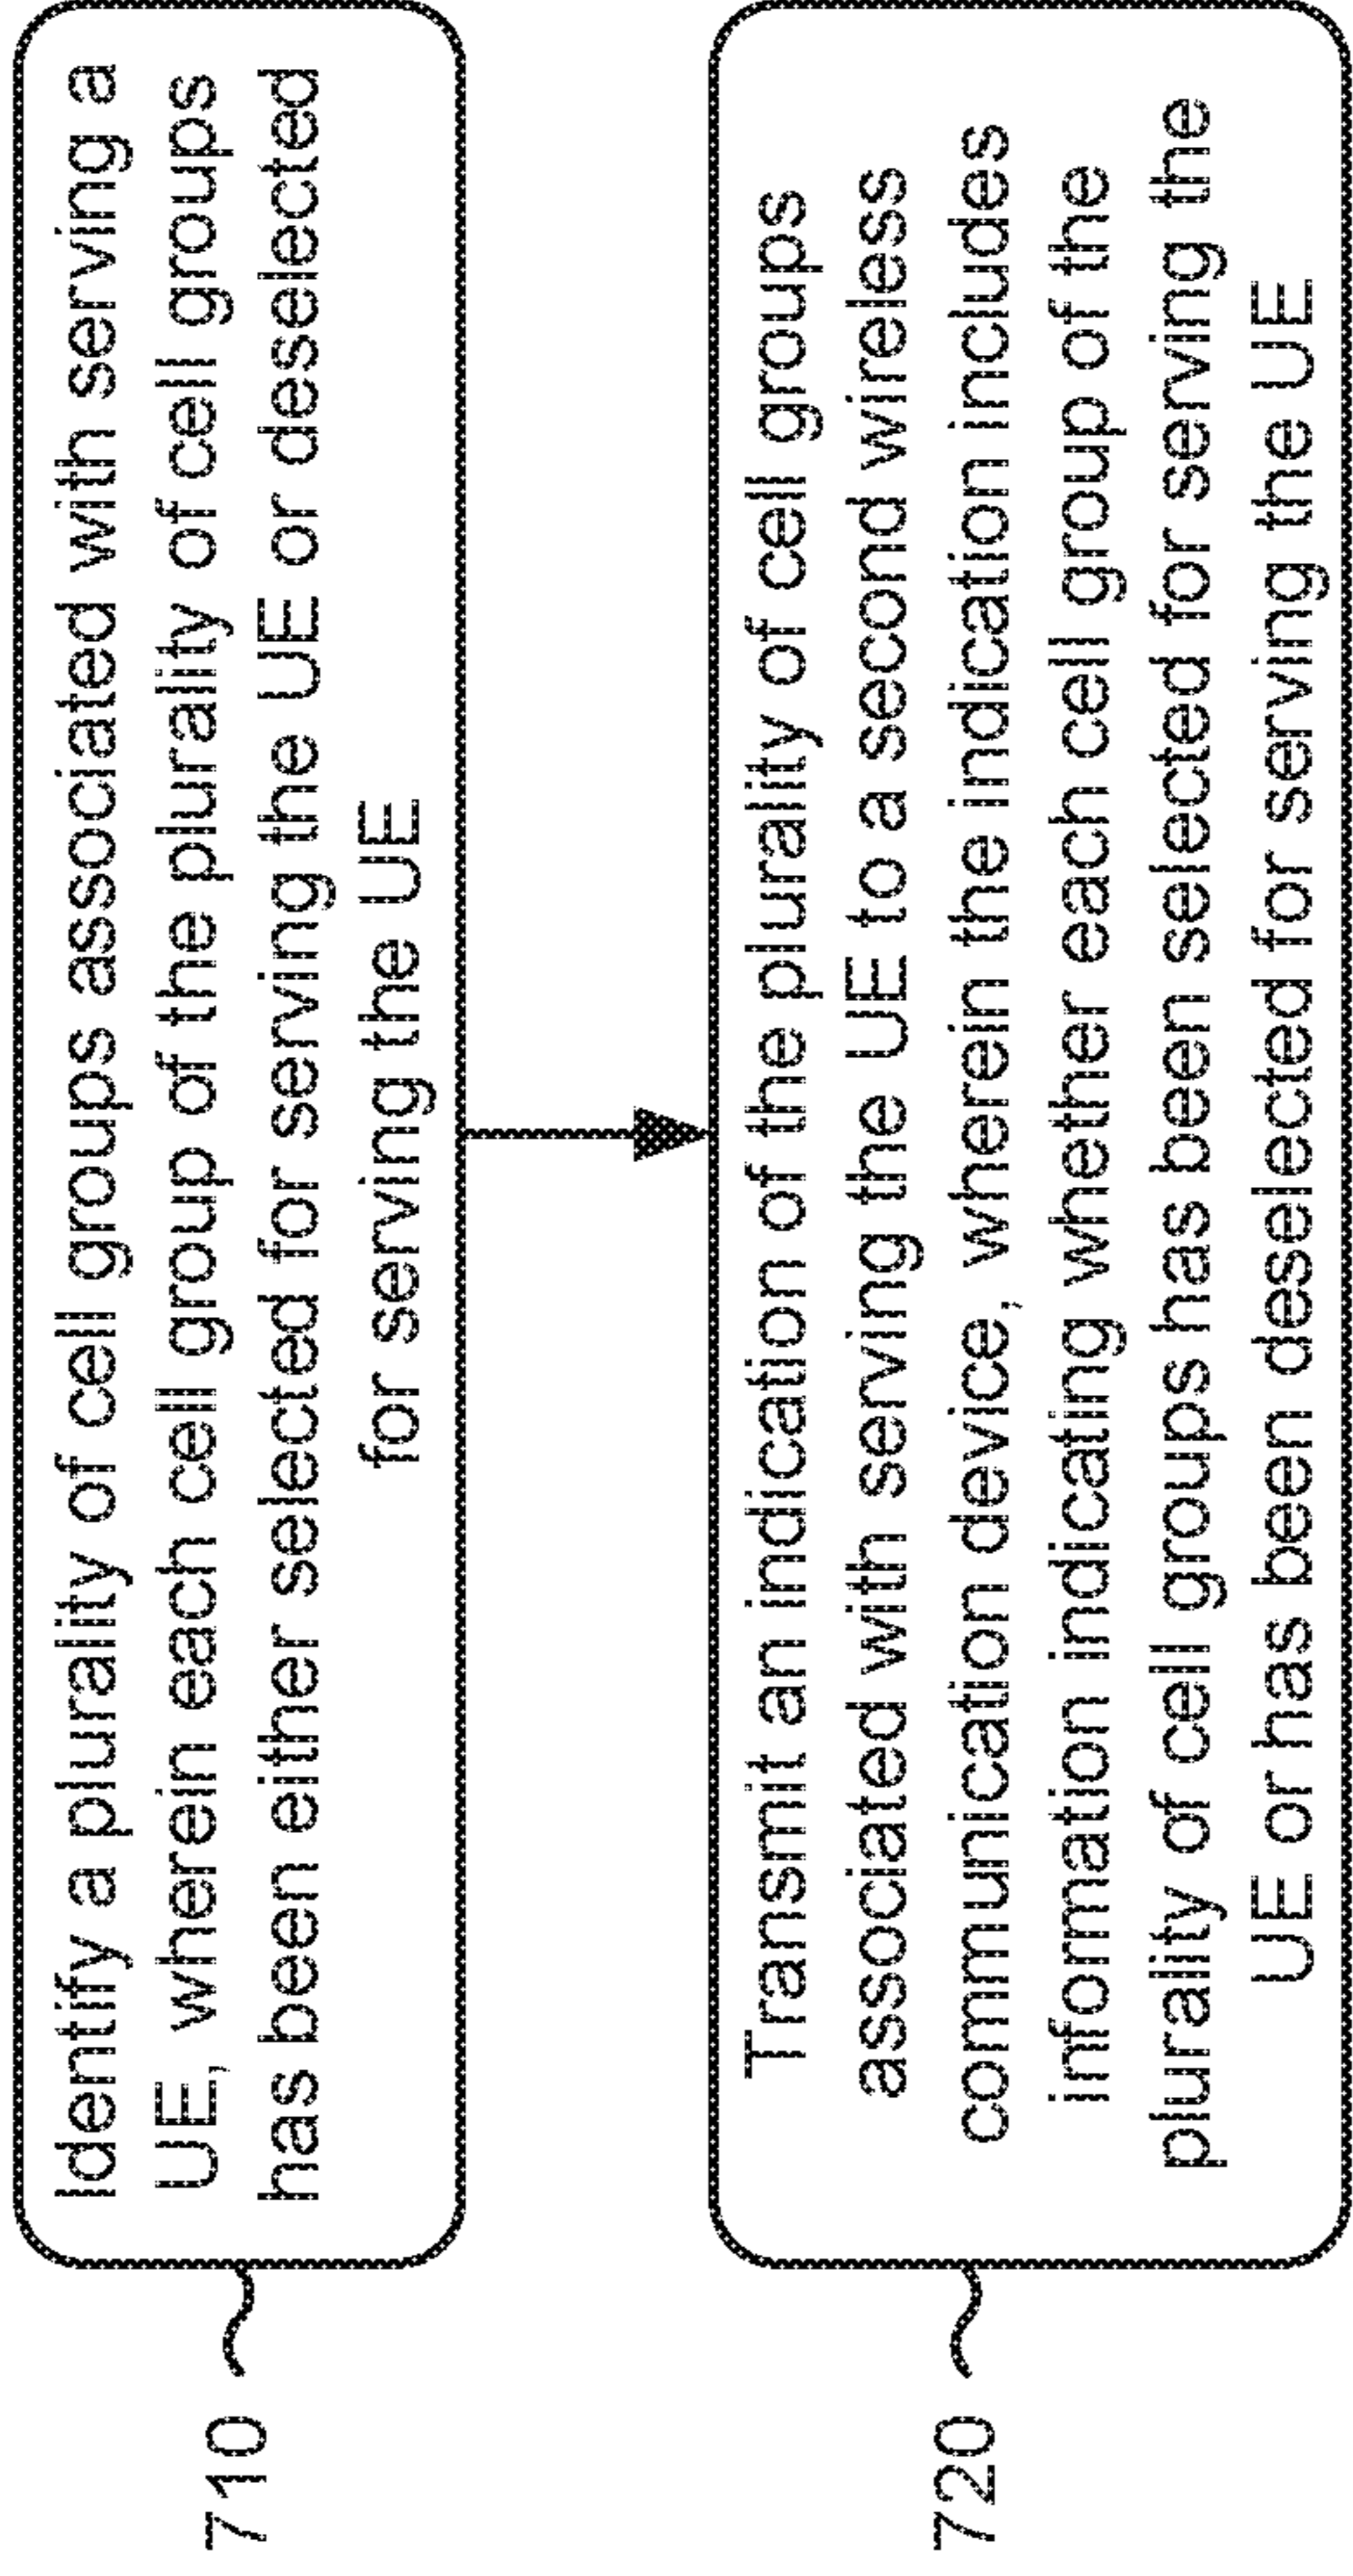 710
Identify a plurality of cell groups associated with serving a
UE, wherein each cell group of the plurality of cell groups
has been either selected for serving the UE or deselected
for serving the UE
720
Transmit an indication of the plurality of cell groups
associated with serving the UE to a second wireless
communication device, wherein the indication includes
information indicating whether each cell group of the
plurality of cell groups has been selected for serving the
UE or has been deselected for serving the UE